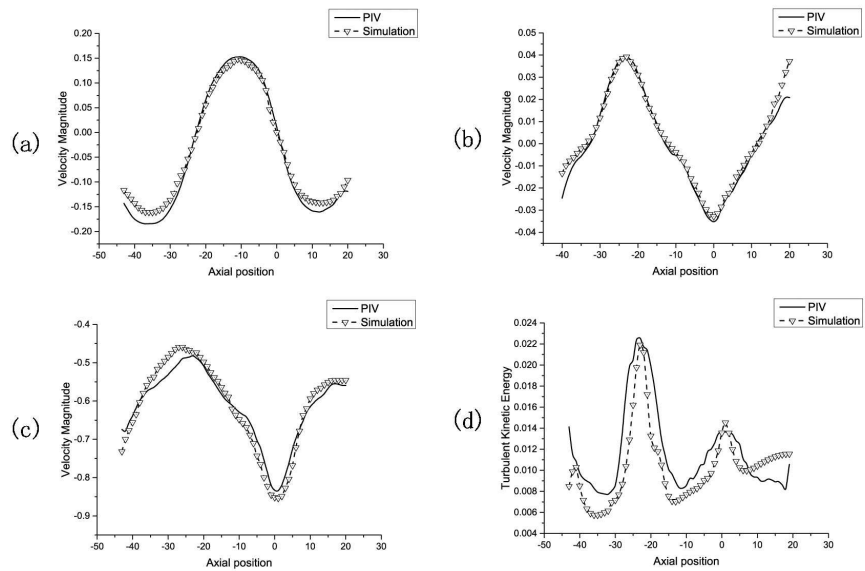 (a)
PIV
Simulation
Velocity Magnitude
0.20
0.15
0.10
0.05
0.00
-0.05
-0.10
-0.15
-0.20
-50 -40 -30 -20 -10 0 10 20 30
Axial position
(b)
PIV
Simulation
Velocity Magnitude
0.05
0.04
0.03
0.02
0.01
0.00
-0.01
-0.02
-0.03
-0.04
-40 -30 -20 -10 0 10 20 30
Axial position
(c)
PIV
Simulation
Velocity Magnitude
-0.4
-0.5
-0.6
-0.7
-0.8
-0.9
-50 -40 -30 -20 -10 0 10 20 30
Axial position
(d)
PIV
Simulation
Turbulent Kinetic Energy
0.024
0.022
0.020
0.018
0.016
0.014
0.012
0.010
0.008
0.006
0.004
-50 -40 -30 -20 -10 0 10 20 30
Axial position